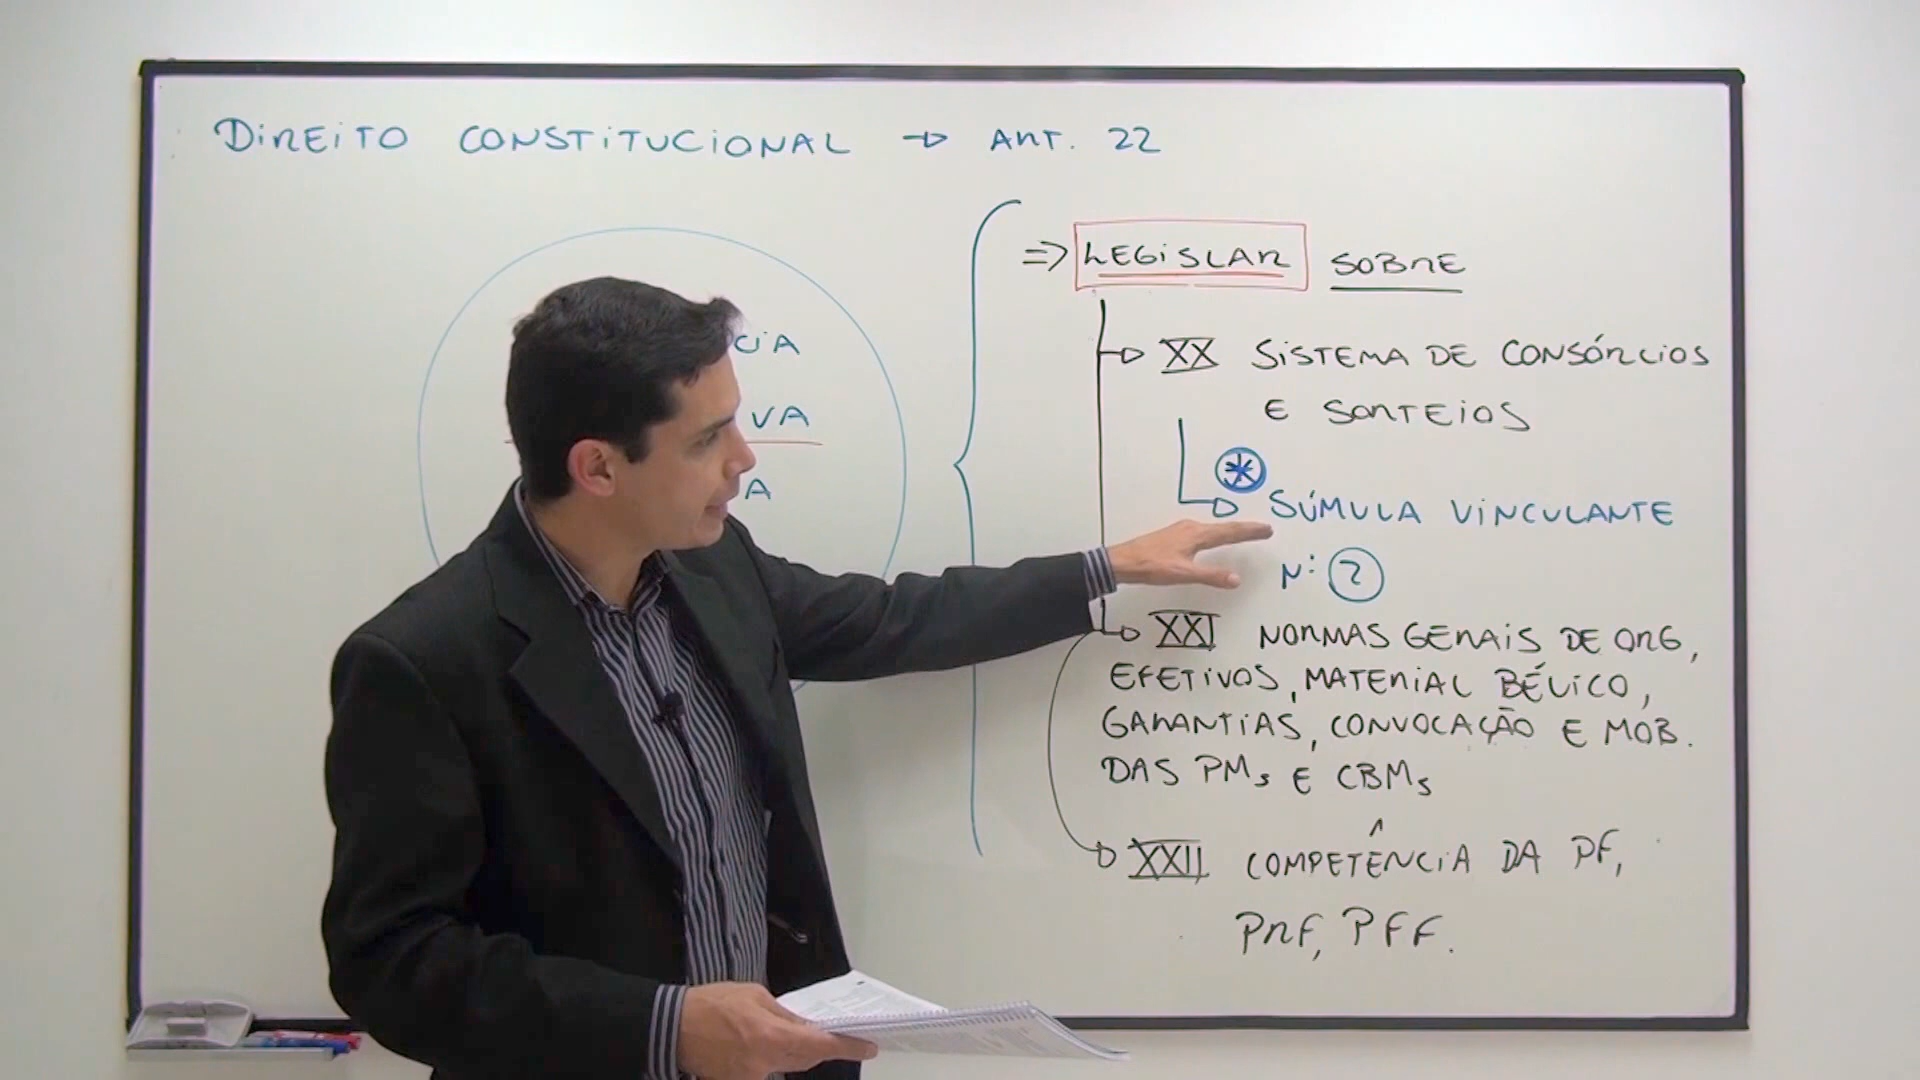 DIREITO CONSTITUCIONAL → ART. 22
⇒ LEGISLAR SOBRE
XX SISTEMA DE CONSÓRCIOS
E SORTEIOS
* SÚMULA VINCULANTE
Nº 2
XXI NORMAS GERAIS DE ORG,
EFETIVOS, MATERIAL BÉLICO,
GARANTIAS, CONVOCAÇÃO E MOB.
DAS PMs E CBMs
XXII COMPETÊNCIA DA PF,
PRF, PFF.